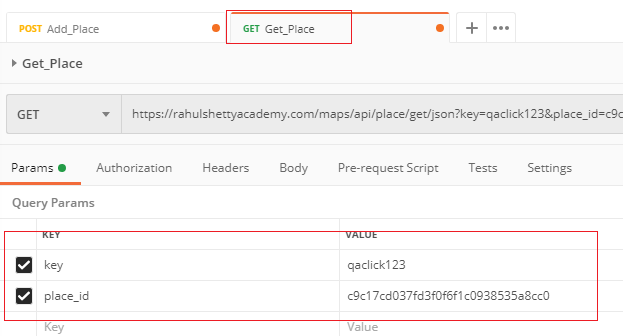 POST Add_Place GET Get_Place + •••
Get_Place
GET https://rahulshettyacademy.com/maps/api/place/get/json?key=qaclick123&place_id=c9c
Params Authorization Headers Body Pre-request Script Tests Settings
Query Params
KEY VALUE
key qaclick123
place_id c9c17cd037fd3f0f6f1c0938535a8cc0
Key Value